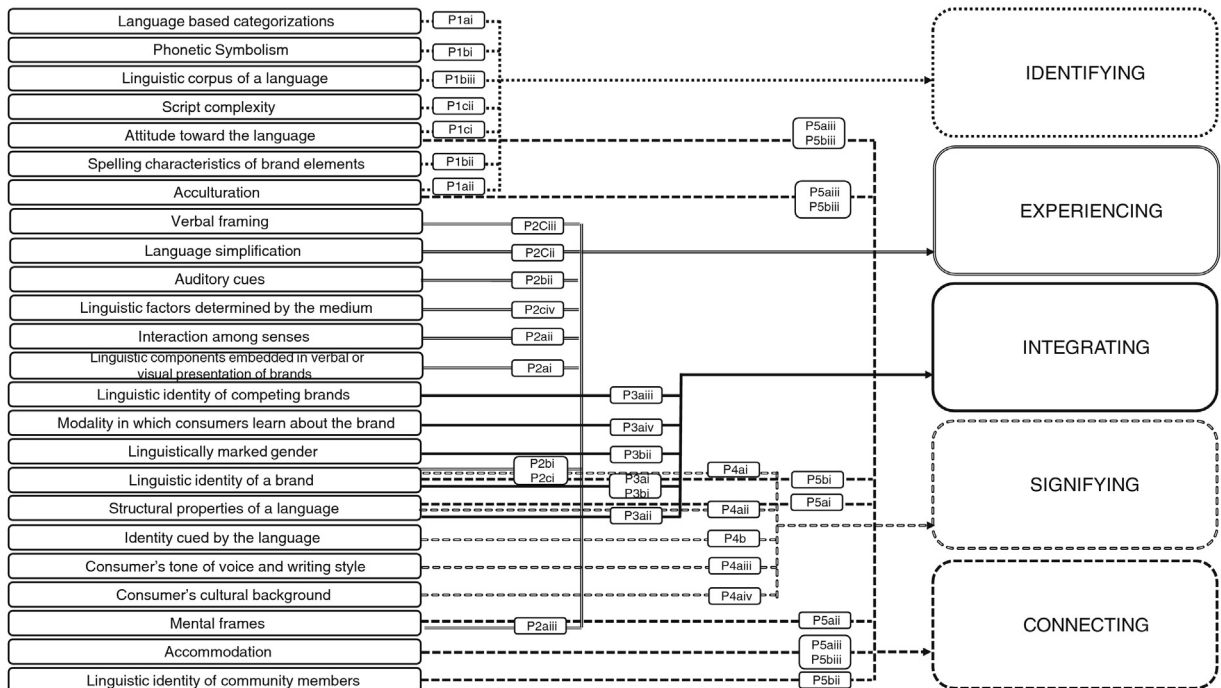 Language based categorizations
P1ai
Phonetic Symbolism
P1bi
IDENTIFYING
Linguistic corpus of a language
P1biii
Script complexity
P1cii
Attitude toward the language
P1ci
P5aiii
P5biii
Spelling characteristics of brand elements
P1bii
Acculturation
P1aii
P5aiii
P5biii
EXPERIENCING
Verbal framing
P2Ciii
Language simplification
P2Cii
Auditory cues
P2bii
Linguistic factors determined by the medium
P2civ
Interaction among senses
P2aii
INTEGRATING
Linguistic components embedded in verbal or
visual presentation of brands
P2ai
Linguistic identity of competing brands
P3aiii
Modality in which consumers learn about the brand
P3aiv
Linguistically marked gender
P3bii
Linguistic identity of a brand
P2bi
P2ci
P3ai
P3bi
P4ai
P5bi
SIGNIFYING
Structural properties of a language
P3aii
P4aii
P5ai
Identity cued by the language
P4b
Consumer's tone of voice and writing style
P4aiii
Consumer's cultural background
P4aiv
Mental frames
P2aiii
P5aii
CONNECTING
Accommodation
P5aiii
P5biii
Linguistic identity of community members
P5bii